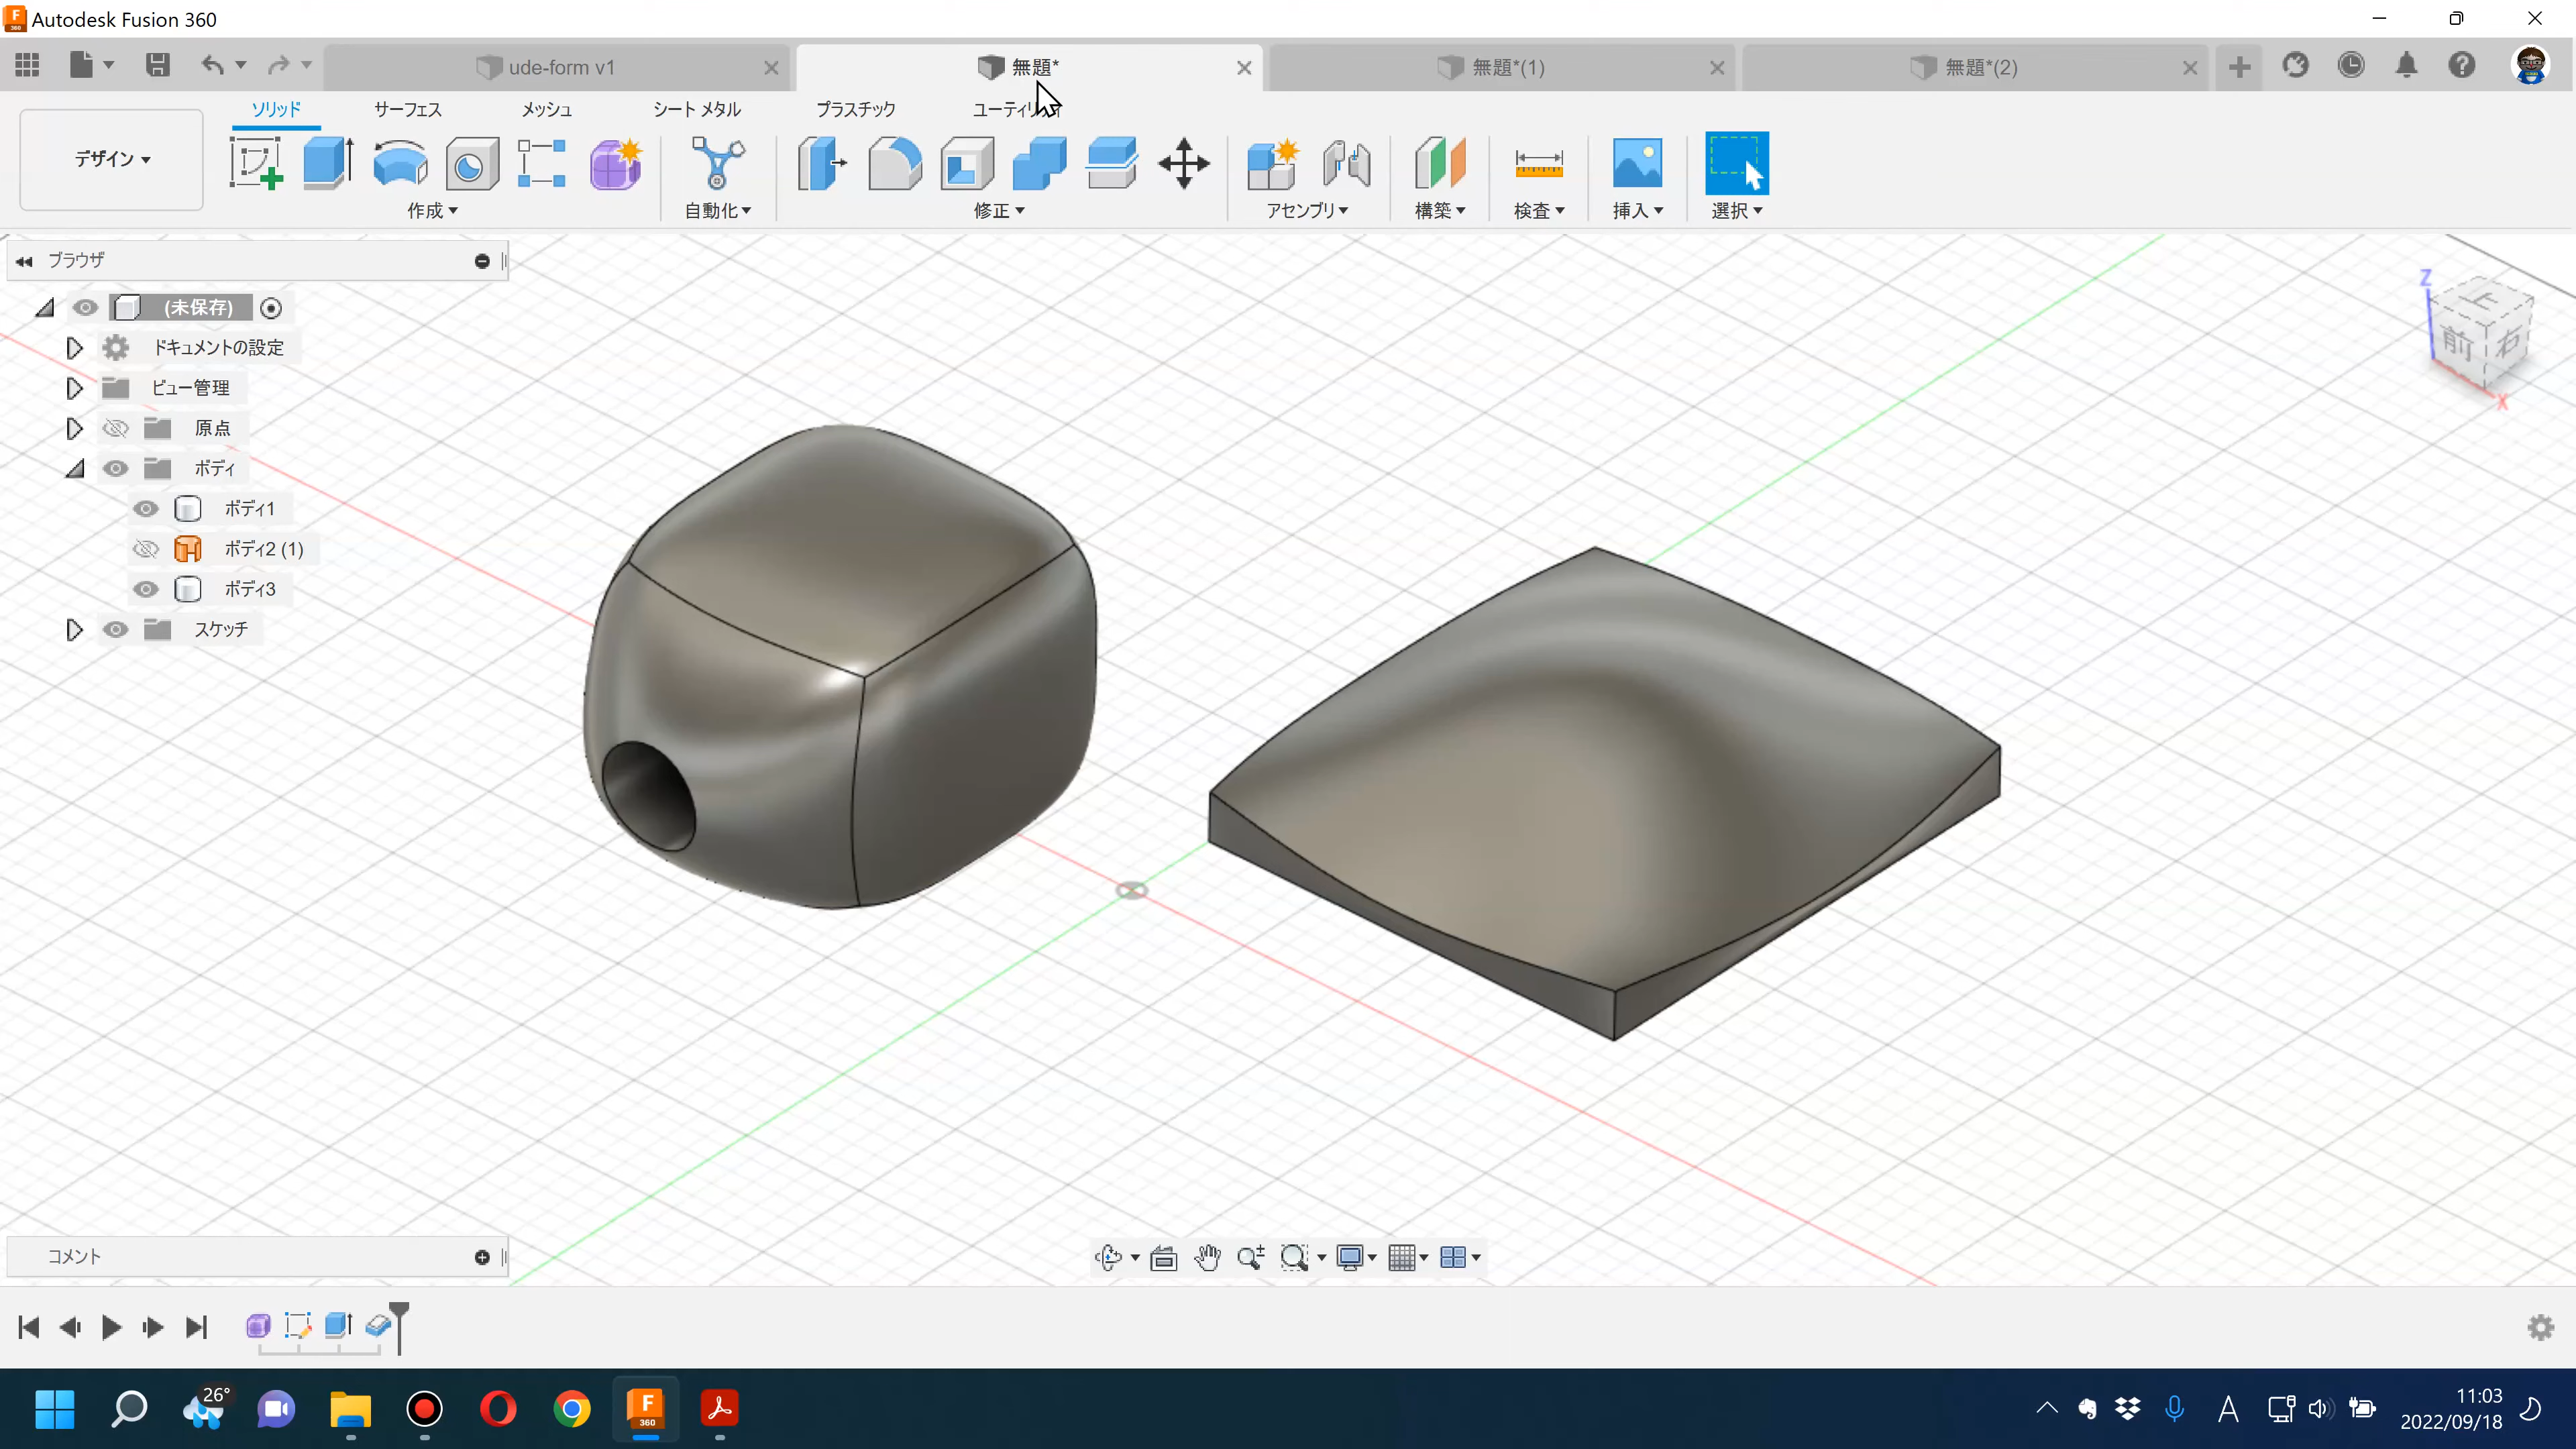 Autodesk Fusion 360
ude-form v1
無題*
無題*(1)
無題*(2)
デザイン
ソリッド
サーフェス
メッシュ
シート メタル
プラスチック
作成
自動化
修正
アセンブリ
構築
検査
挿入
選択
ブラウザ
(未保存)
ドキュメントの設定
ビュー管理
原点
ボディ
ボディ1
ボディ2 (1)
ボディ3
スケッチ
Z
上
前
右
X
コメント
26°
F
360
A
11:03
2022/09/18